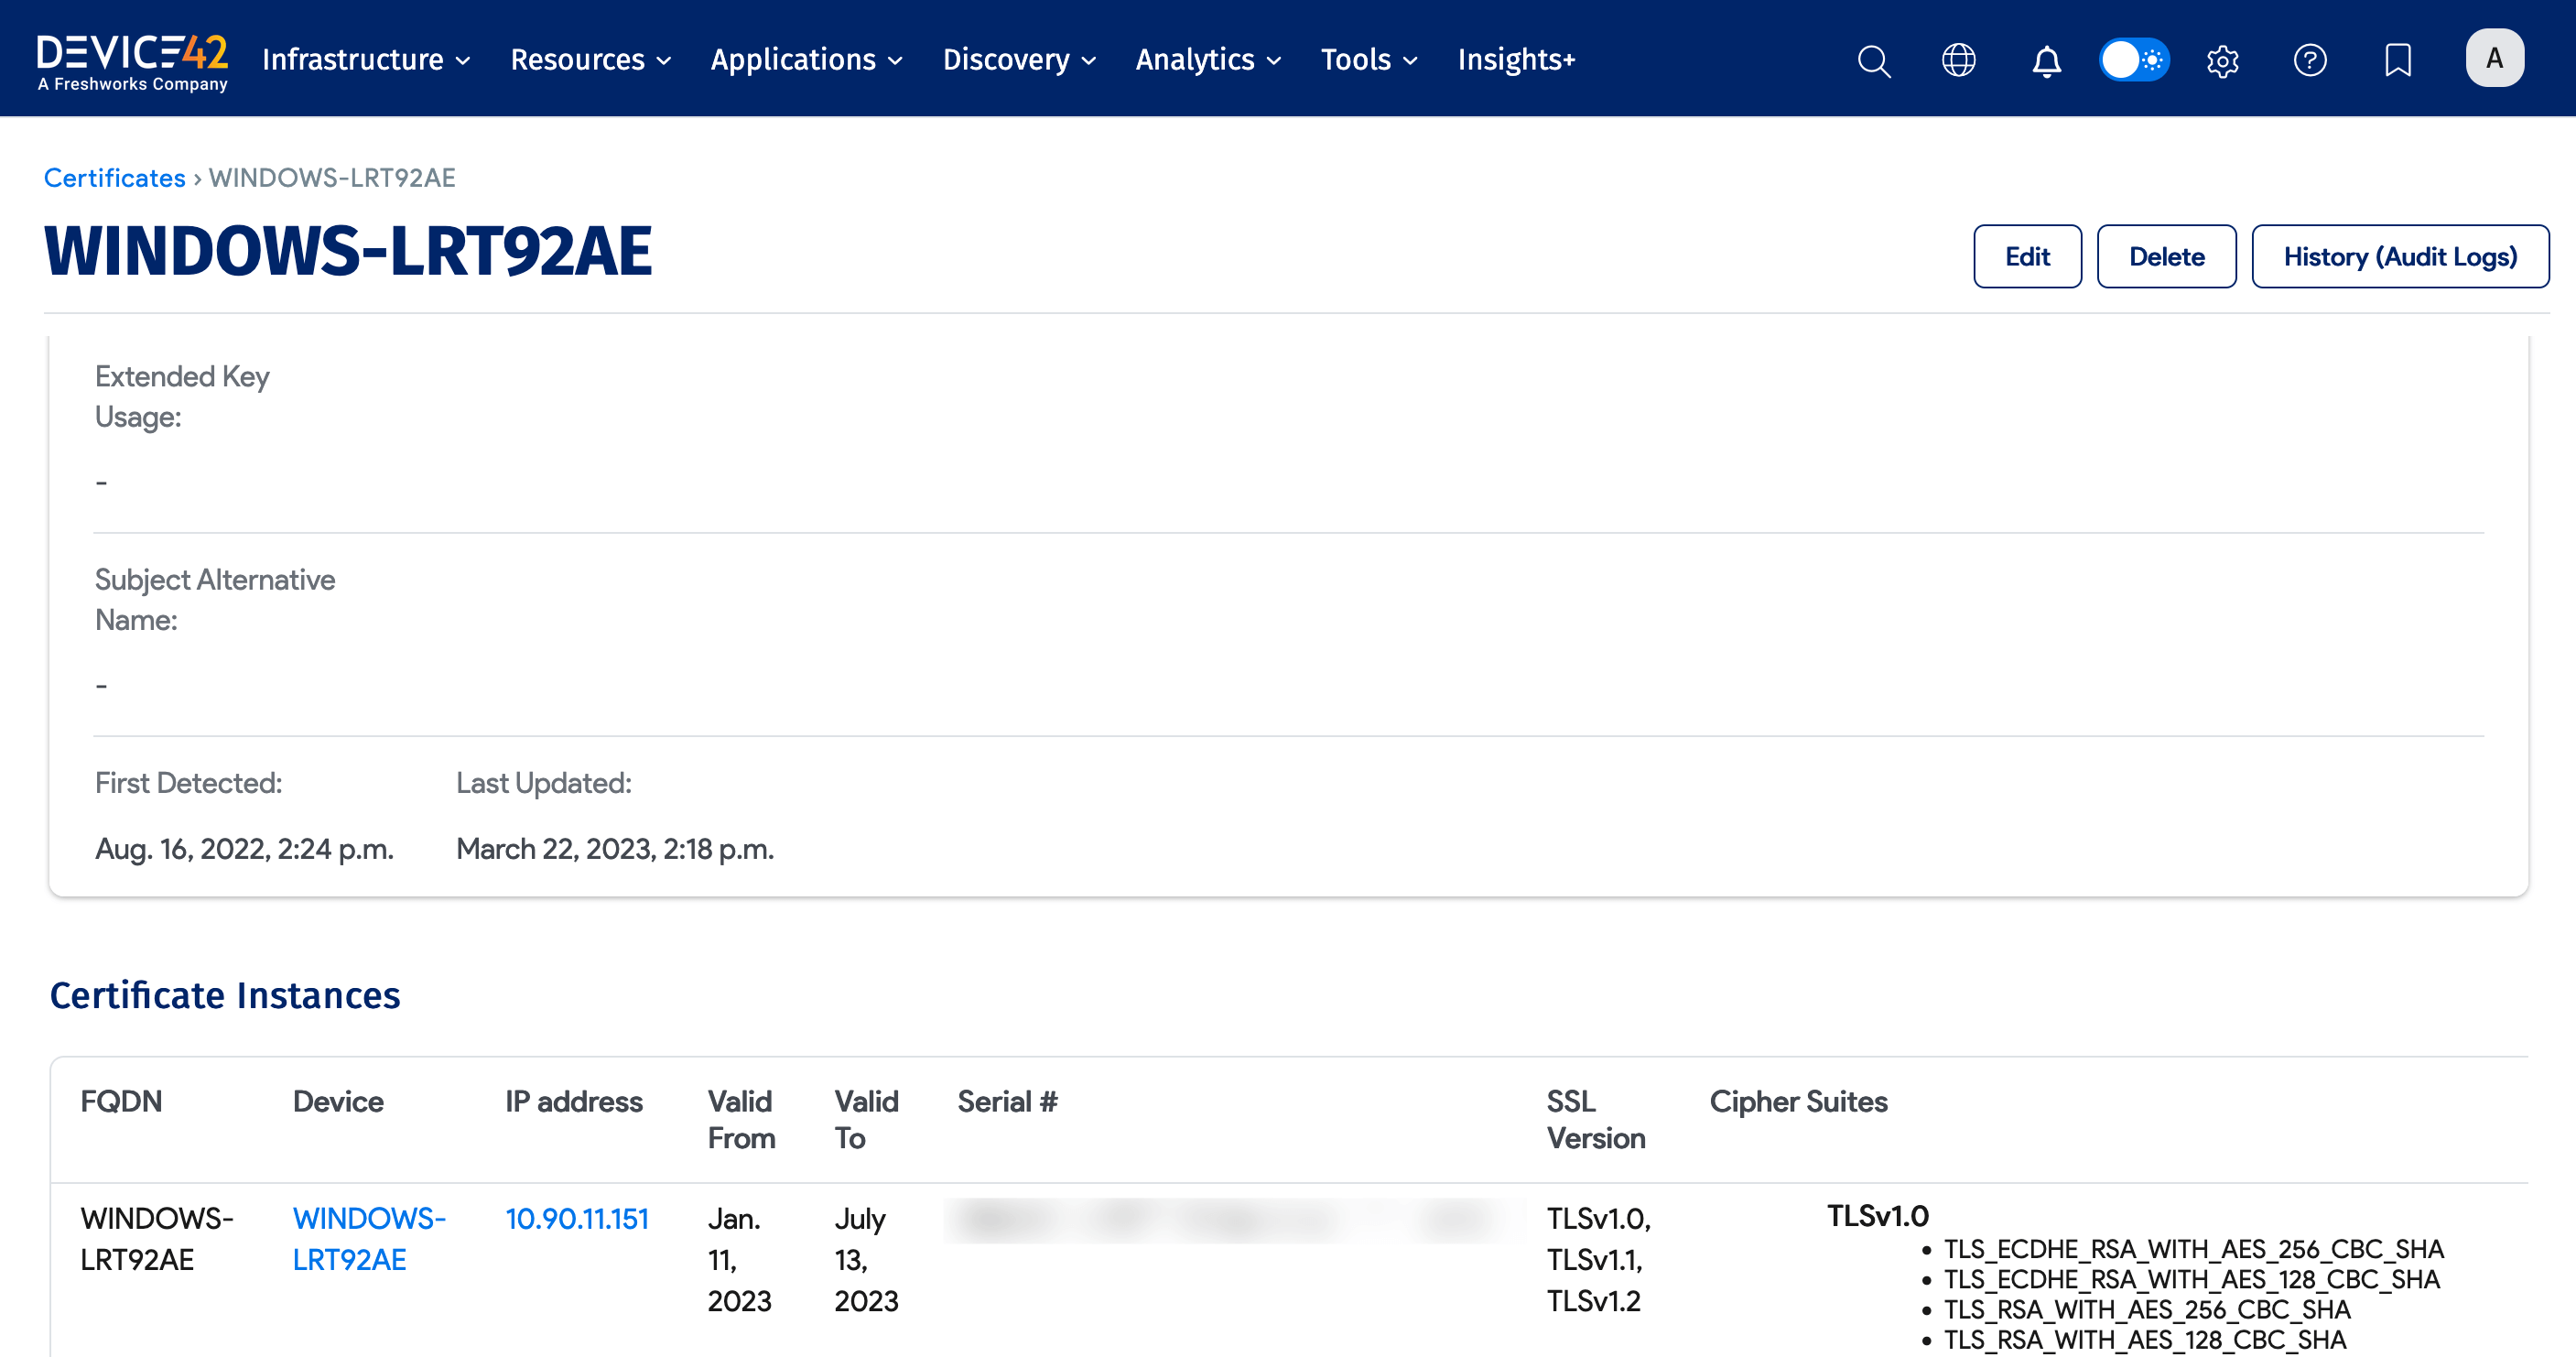 DEVICE42
A Freshworks Company
Infrastructure
Resources
Applications
Discovery
Analytics
Tools
Insights+
A
Certificates › WINDOWS-LRT92AE
WINDOWS-LRT92AE
Edit
Delete
History (Audit Logs)
Extended Key
Usage:
-
Subject Alternative
Name:
-
First Detected:
Last Updated:
Aug. 16, 2022, 2:24 p.m.
March 22, 2023, 2:18 p.m.
Certificate Instances
FQDN
Device
IP address
Valid
From
Valid
To
Serial #
SSL
Version
Cipher Suites
WINDOWS-
LRT92AE
WINDOWS-
LRT92AE
10.90.11.151
Jan.
11,
2023
July
13,
2023
TLSv1.0,
TLSv1.1,
TLSv1.2
TLSv1.0
• TLS_ECDHE_RSA_WITH_AES_256_CBC_SHA
• TLS_ECDHE_RSA_WITH_AES_128_CBC_SHA
• TLS_RSA_WITH_AES_256_CBC_SHA
• TLS_RSA_WITH_AES_128_CBC_SHA